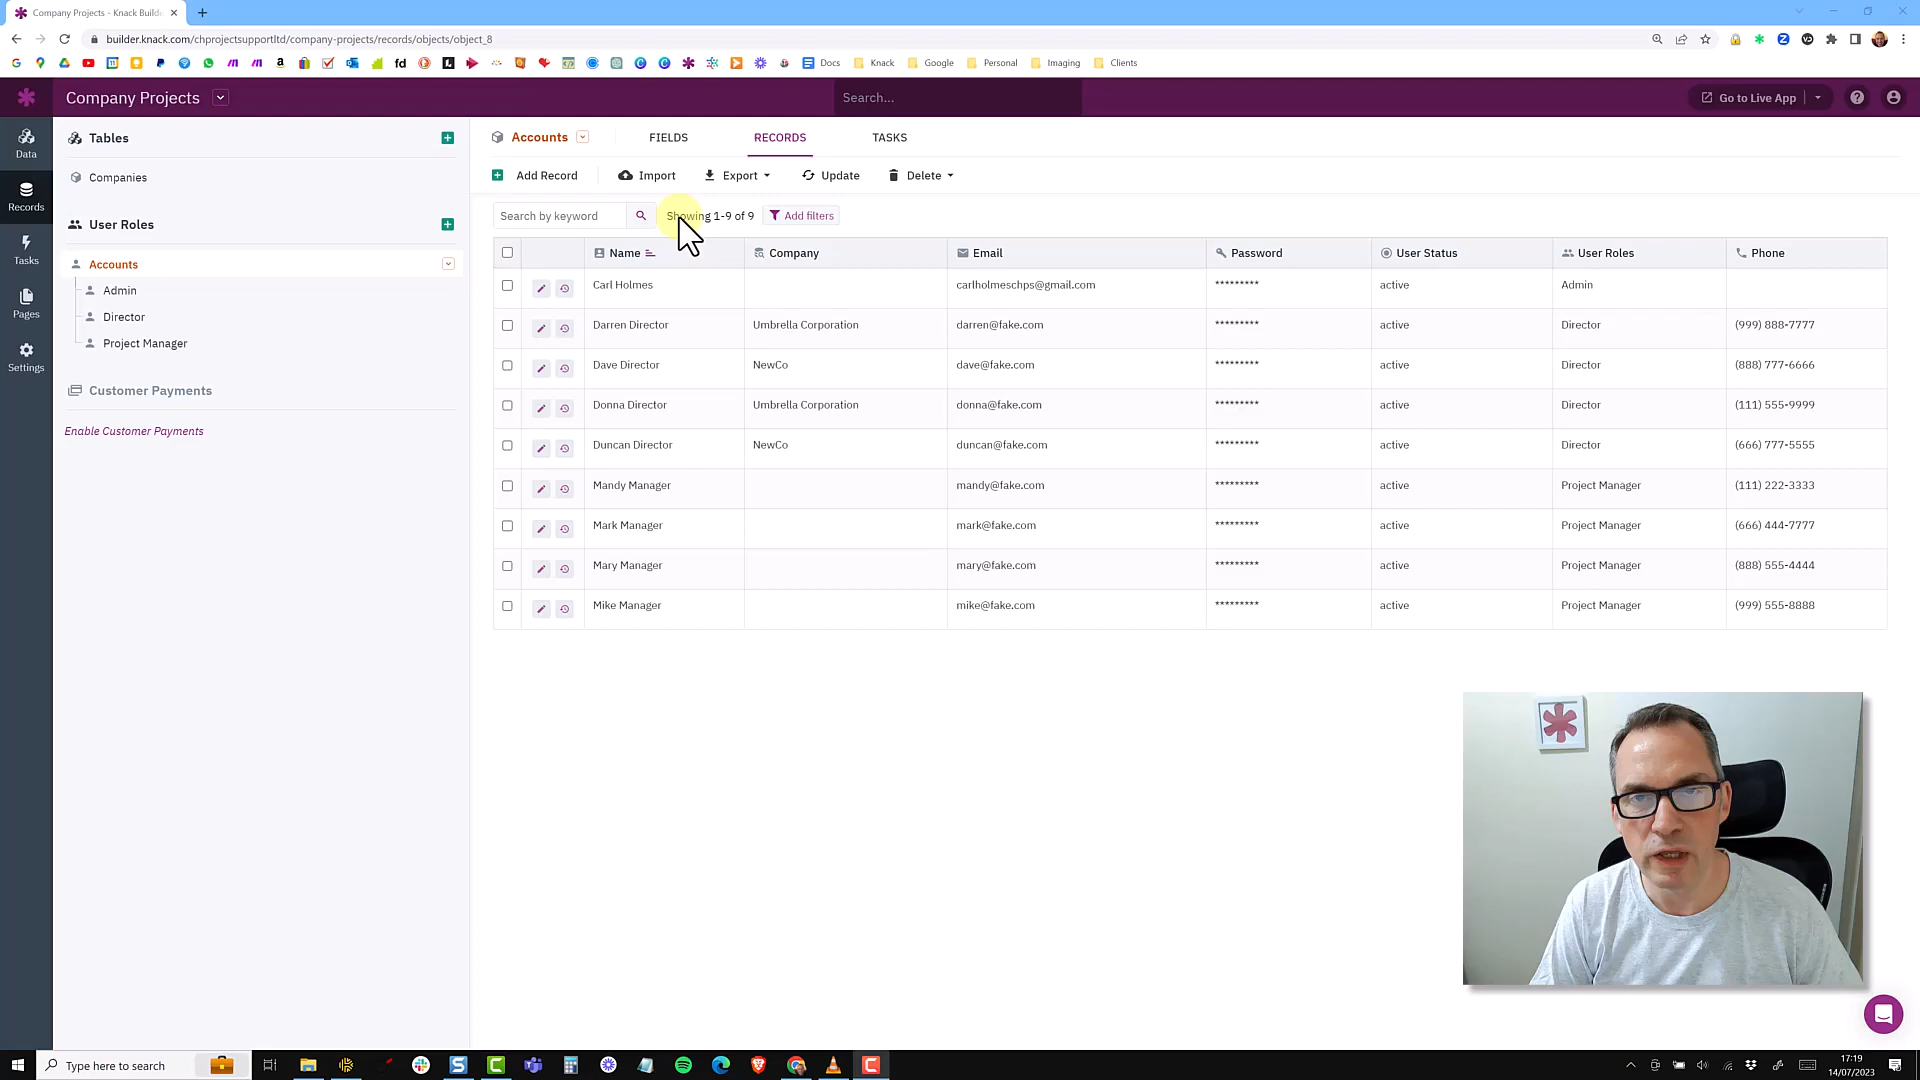 Company Projects - Knack Builde
builder.knack.com/chprojectsupportltd/company-projects/records/objects/object_8
Docs
Knack
Google
Personal
Imaging
Clients
Company Projects
Search...
Go to Live App
Data
Records
Tasks
Pages
Settings
Tables
Companies
User Roles
Accounts
Admin
Director
Project Manager
Customer Payments
Enable Customer Payments
Accounts FIELDS RECORDS TASKS
Add Record Import Export Update Delete
Search by keyword Showing 1-9 of 9 Add filters
Name Company Email Password User Status User Roles Phone
Carl Holmes carlholmeschps@gmail.com ********* active Admin
Darren Director Umbrella Corporation darren@fake.com ********* active Director (999) 888-7777
Dave Director NewCo dave@fake.com ********* active Director (888) 777-6666
Donna Director Umbrella Corporation donna@fake.com ********* active Director (111) 555-9999
Duncan Director NewCo duncan@fake.com ********* active Director (666) 777-5555
Mandy Manager mandy@fake.com ********* active Project Manager (111) 222-3333
Mark Manager mark@fake.com ********* active Project Manager (666) 444-7777
Mary Manager mary@fake.com ********* active Project Manager (888) 555-4444
Mike Manager mike@fake.com ********* active Project Manager (999) 555-8888
Type here to search
17:19
14/07/2023